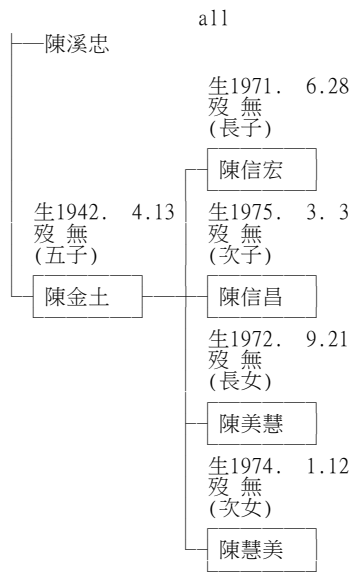 all
陳溪忠
生1971. 6.28
歿 無
(長子)
陳信宏
生1942. 4.13
歿 無
(五子)
陳金土
生1975. 3. 3
歿 無
(次子)
陳信昌
生1972. 9.21
歿 無
(長女)
陳美慧
生1974. 1.12
歿 無
(次女)
陳慧美